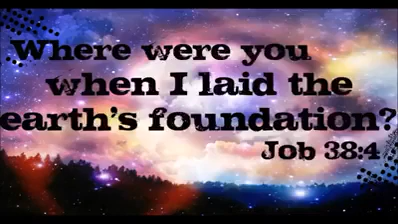 Where were you
when I laid the
earth's foundation?
Job 38:4